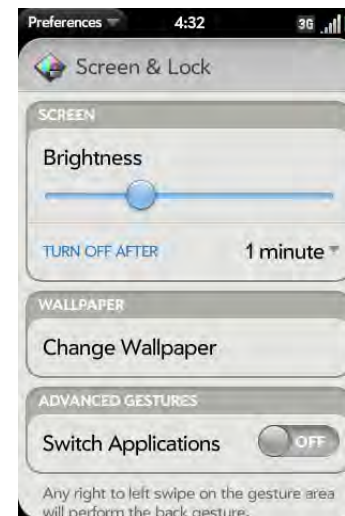 Preferences 4:32 3G
Screen & Lock
SCREEN
Brightness
TURN OFF AFTER 1 minute
WALLPAPER
Change Wallpaper
ADVANCED GESTURES
Switch Applications OFF
Any right to left swipe on the gesture area
will perform the back gesture.